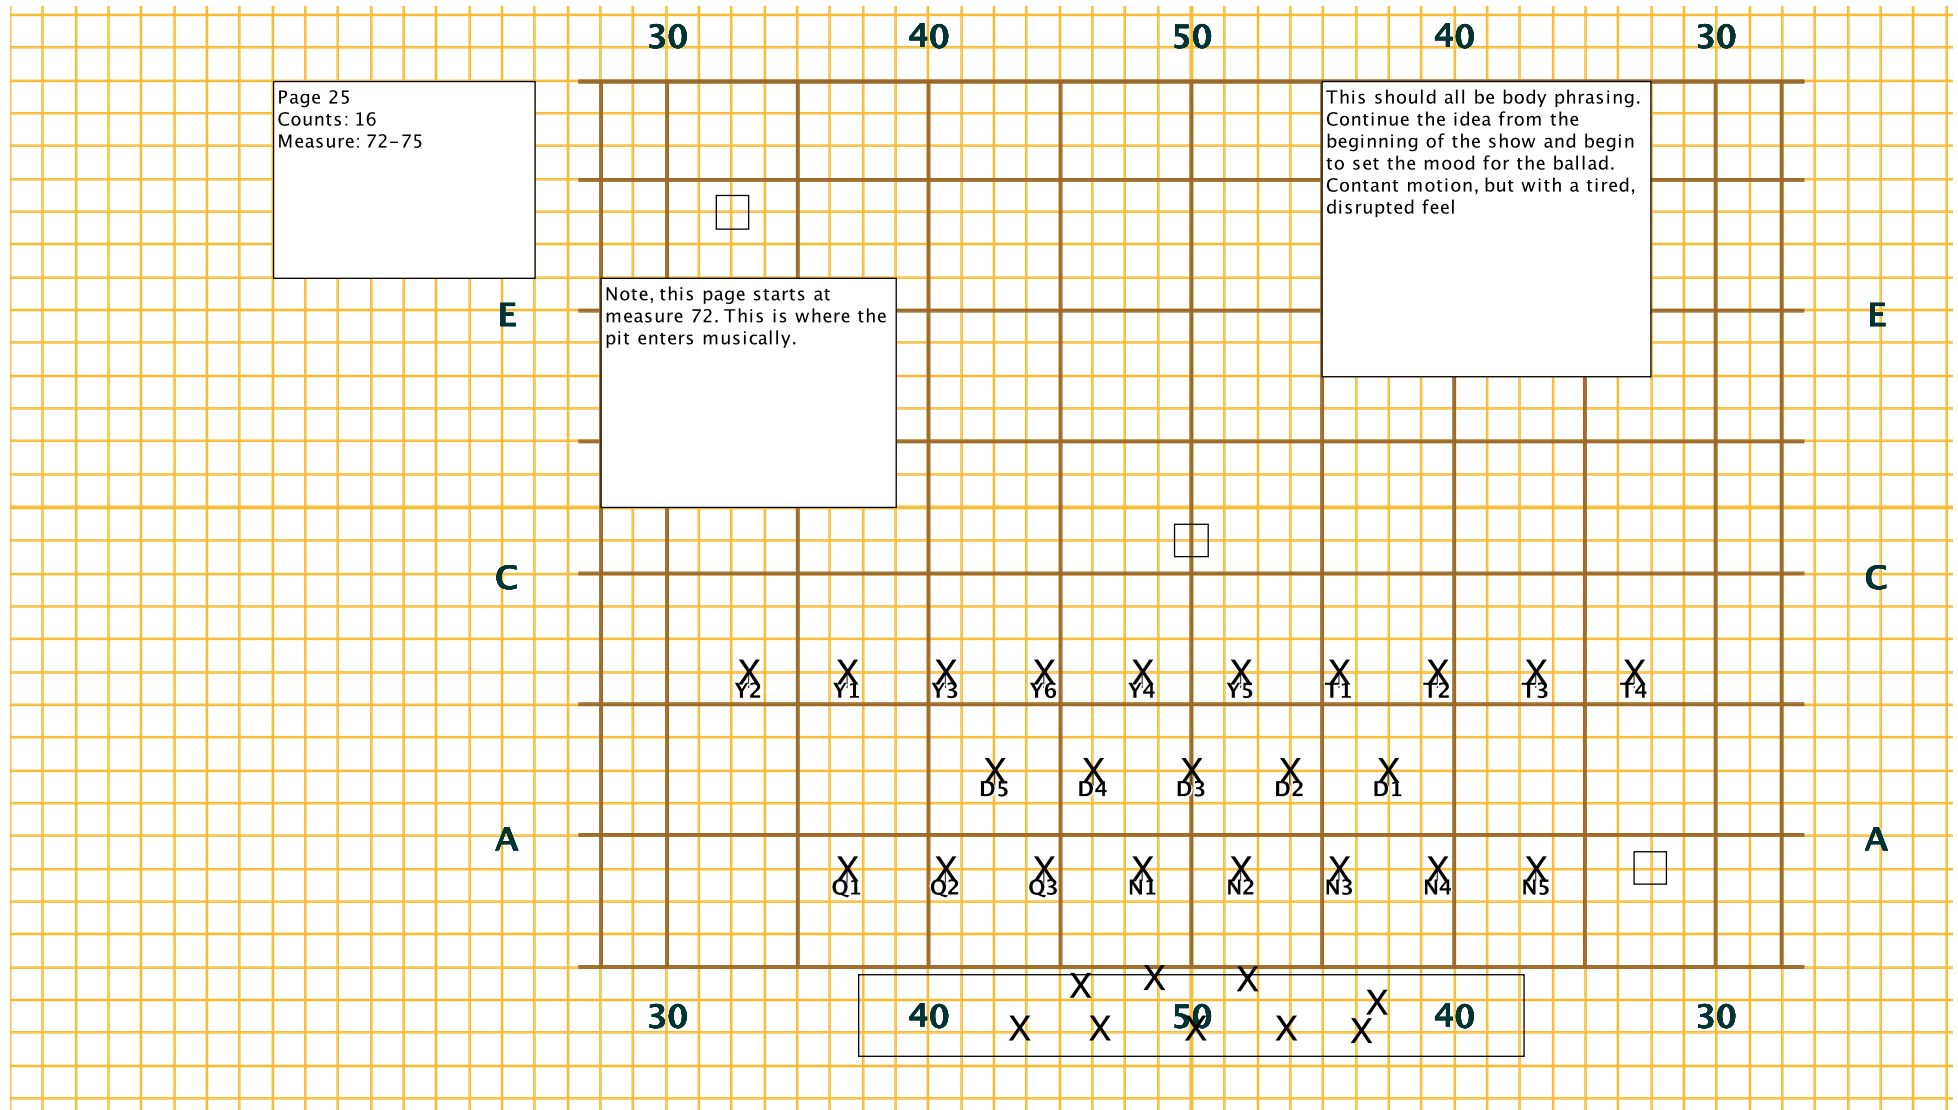 30 40 50 40 30
Page 25
Counts: 16
Measure: 72-75
This should all be body phrasing.
Continue the idea from the
beginning of the show and begin
to set the mood for the ballad.
Contant motion, but with a tired,
disrupted feel
Note, this page starts at
measure 72. This is where the
pit enters musically.
E E
C C
X X X X X X X X X X
Y2 Y1 Y3 Y6 Y4 Y5 T1 T2 T3 T4
X X X X X
D5 D4 D3 D2 D1
A A
X X X X X X X X
Q1 Q2 Q3 N1 N2 N3 N4 N5
X X X X
30 40 50 40 30
X X X X X